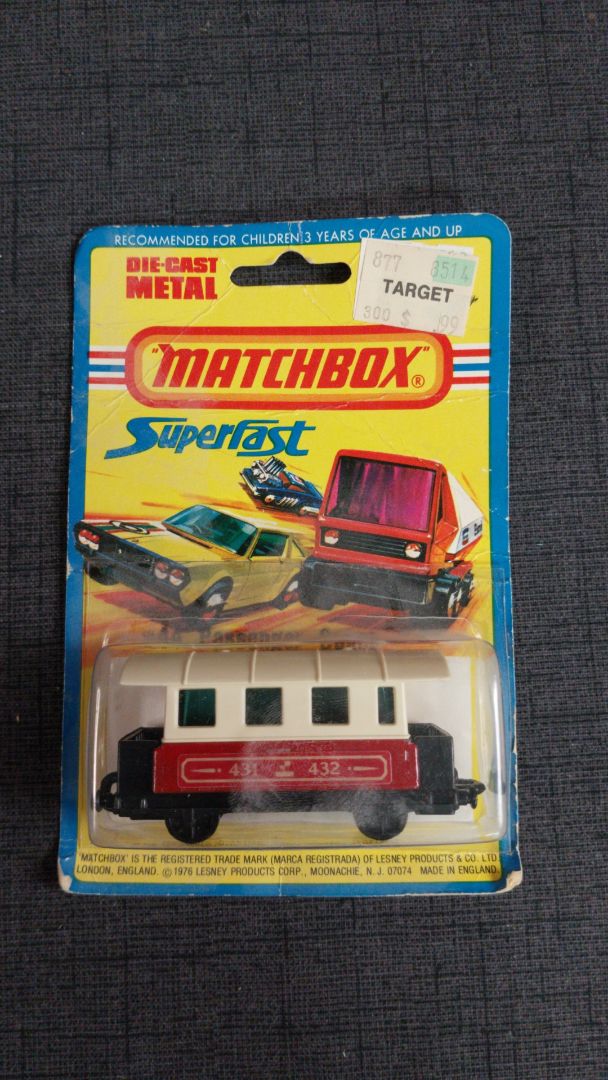 RECOMMENDED FOR CHILDREN 3 YEARS OF AGE AND UP
DIE-CAST
METAL
877 8514
TARGET
300 $ .99
"MATCHBOX"®
Superfast
Passenger
431 432
'MATCHBOX' IS THE REGISTERED TRADE MARK (MARCA REGISTRADA) OF LESNEY PRODUCTS & CO. LTD.
LONDON, ENGLAND. © 1976 LESNEY PRODUCTS CORP., MOONACHIE, N. J. 07074 MADE IN ENGLAND.